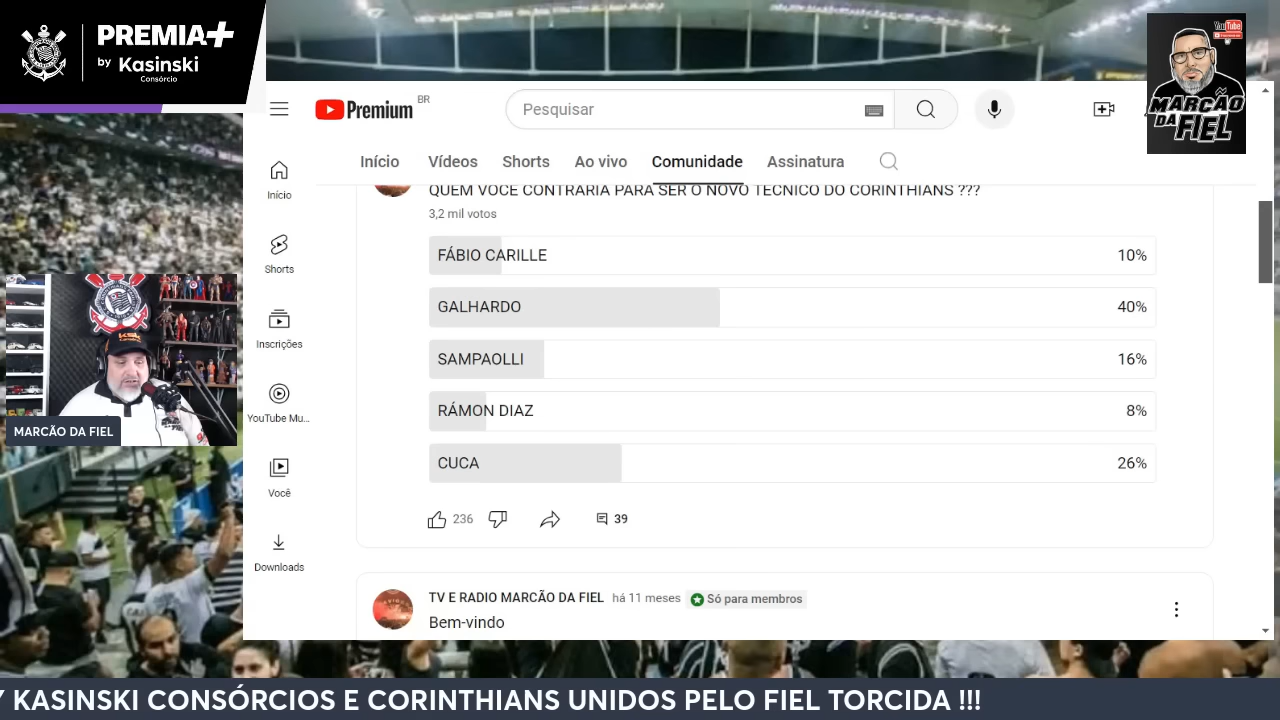 PREMIA+
by Kasinski
Consórcio
YouTube
MARCÃO
DA FIEL
Premium BR
Pesquisar
Início Vídeos Shorts Ao vivo Comunidade Assinatura
QUEM VOCÊ CONTRARIA PARA SER O NOVO TÉCNICO DO CORINTHIANS ???
3,2 mil votos
FÁBIO CARILLE 10%
GALHARDO 40%
SAMPAOLLI 16%
RÁMON DIAZ 8%
CUCA 26%
236 39
TV E RADIO MARCÃO DA FIEL há 11 meses Só para membros
Bem-vindo
Início
Shorts
Inscrições
YouTube Mu...
Você
Downloads
MARCÃO DA FIEL
KASINSKI CONSÓRCIOS E CORINTHIANS UNIDOS PELO FIEL TORCIDA !!!